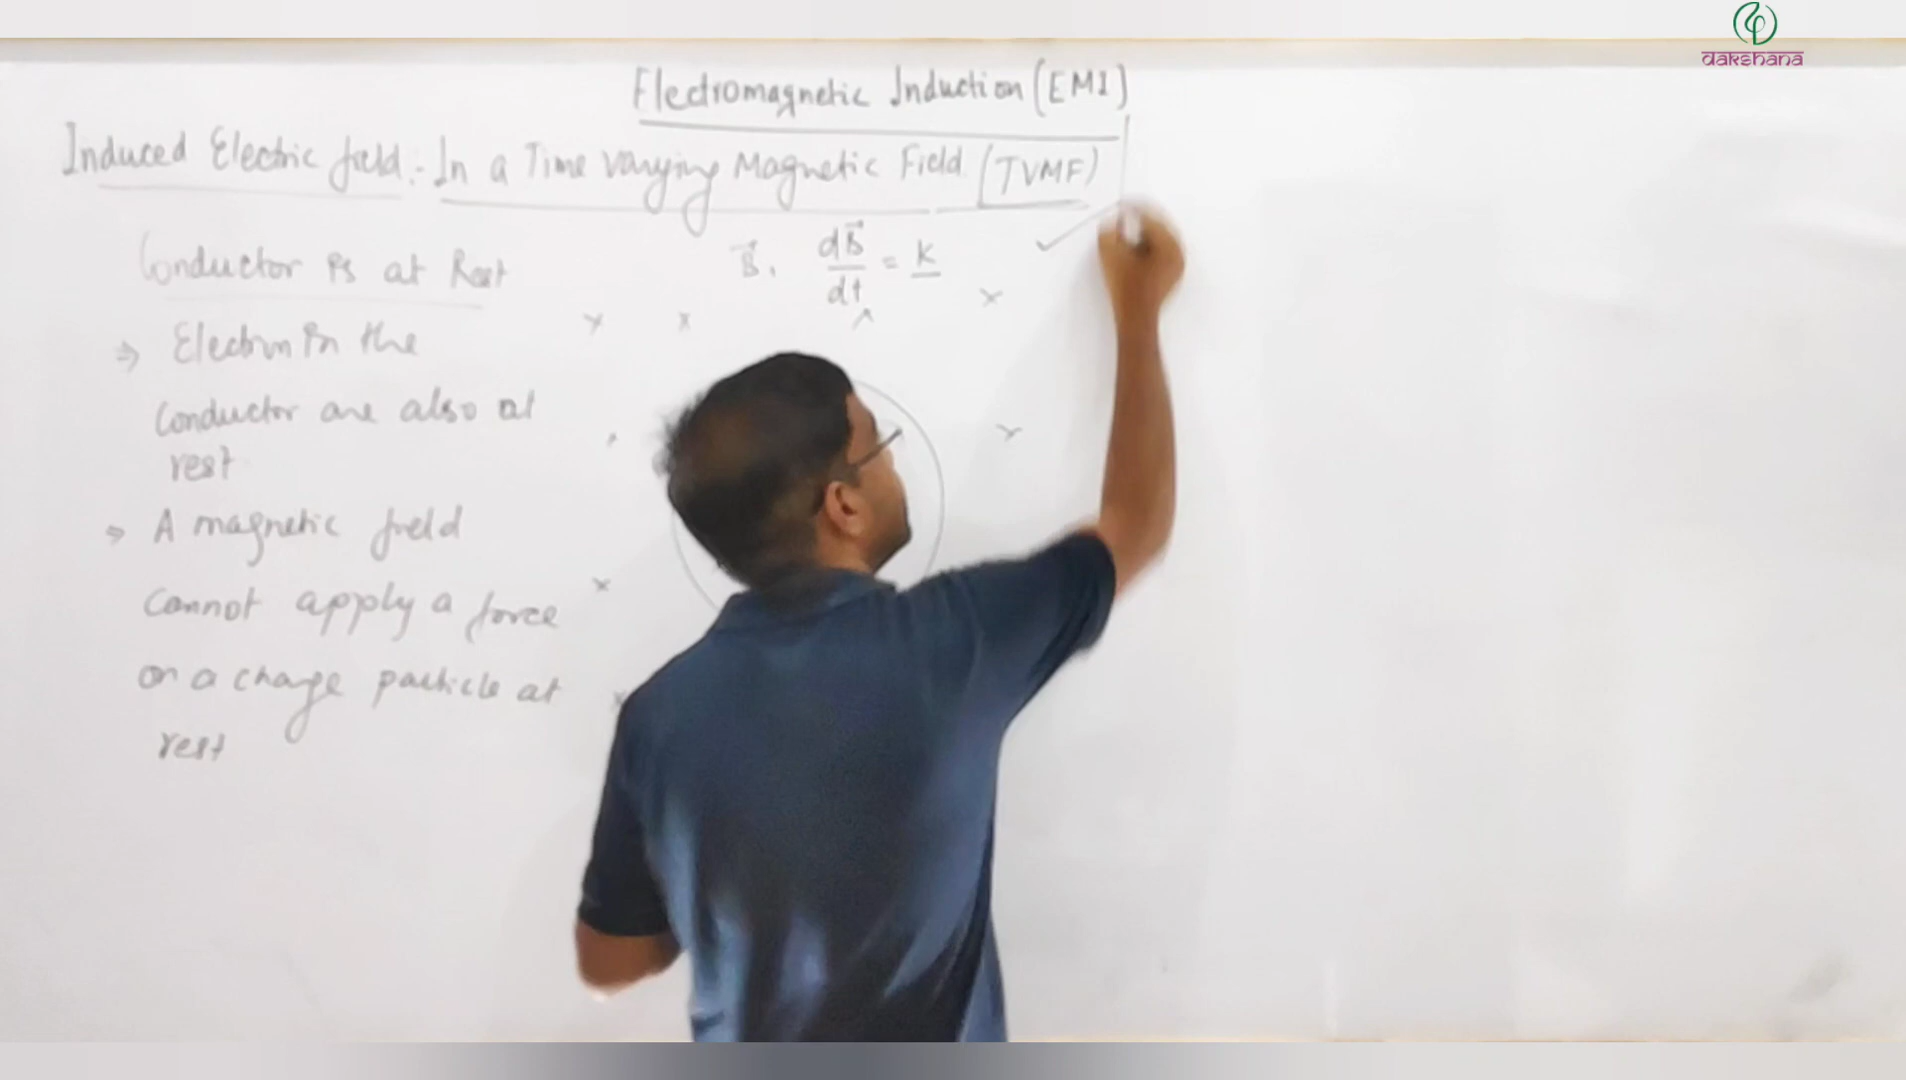 dakshana
Electromagnetic Induction (EMI)
Induced Electric field :- In a Time varying Magnetic Field (TVMF)
Conductor is at Rest
B⃗, dB⃗/dt = k
⇒ Electron in the
Conductor are also at
rest
⇒ A magnetic field
Cannot apply a force
on a charge particle at
rest